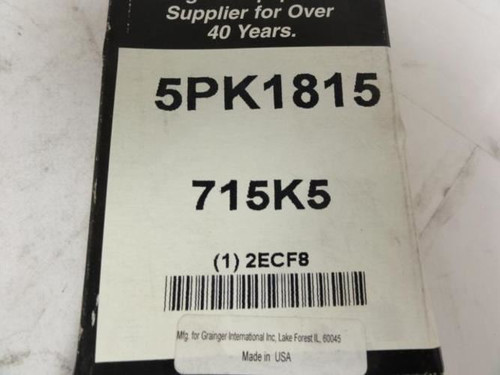 Supplier for Over
40 Years.
5PK1815
715K5
(1) 2ECF8
Mfg. for Grainger International Inc, Lake Forest IL, 60045
Made in USA